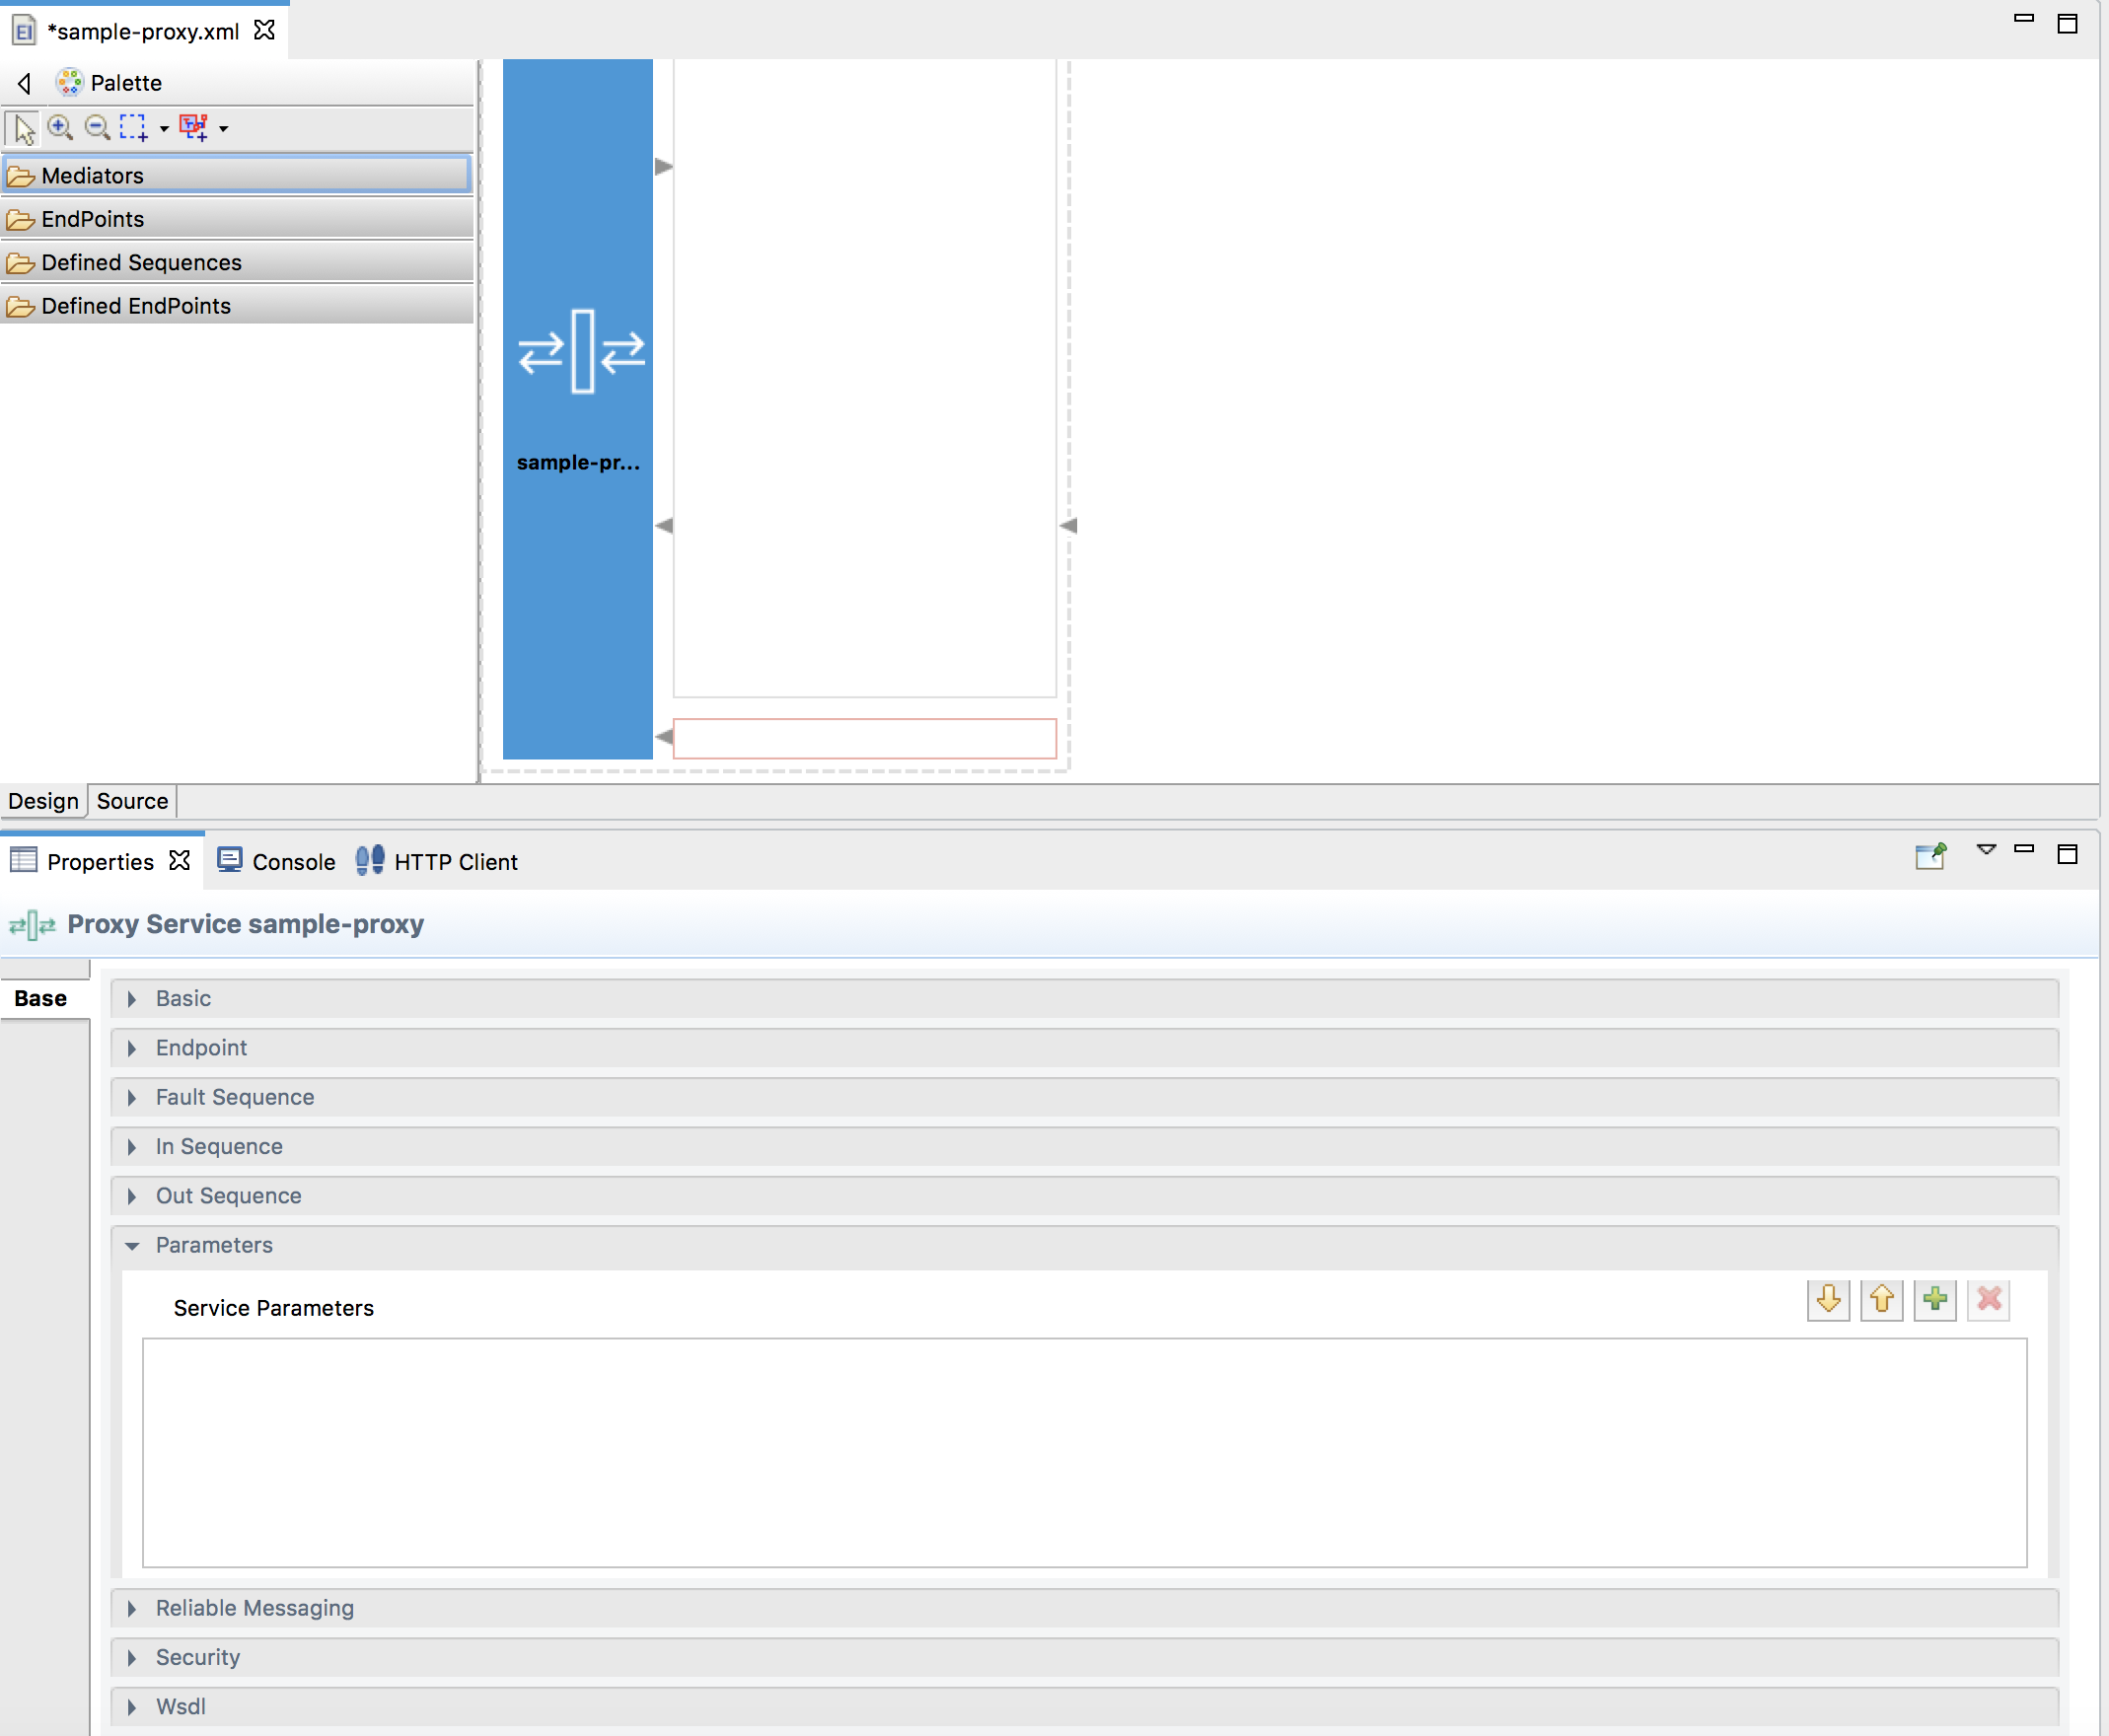 *sample-proxy.xml
Palette
Mediators
EndPoints
Defined Sequences
Defined EndPoints
sample-pr...
Design Source
Properties Console HTTP Client
Proxy Service sample-proxy
Base
Basic
Endpoint
Fault Sequence
In Sequence
Out Sequence
Parameters
Service Parameters
Reliable Messaging
Security
Wsdl